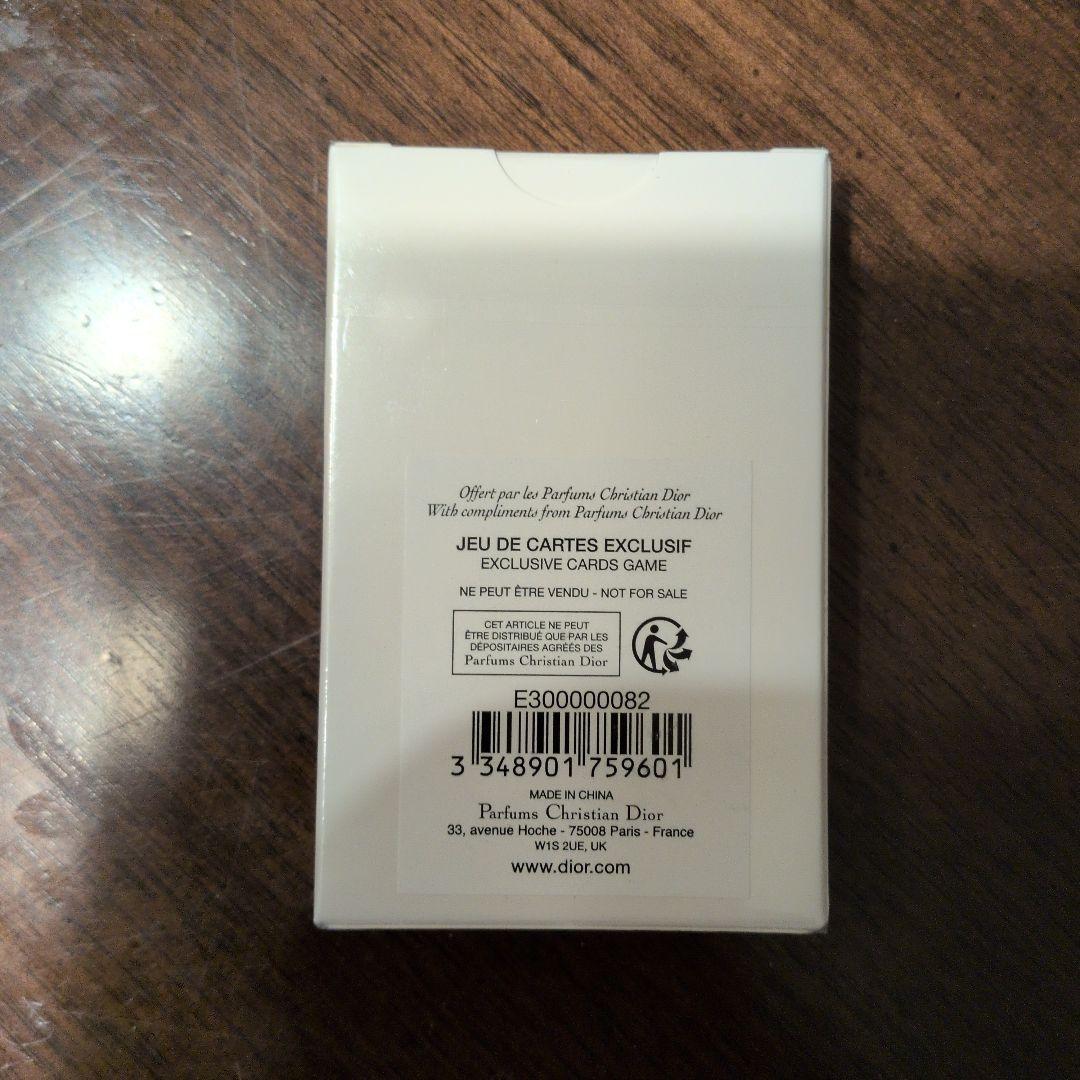 Offert par les Parfums Christian Dior
With compliments from Parfums Christian Dior
JEU DE CARTES EXCLUSIF
EXCLUSIVE CARDS GAME
NE PEUT ÊTRE VENDU - NOT FOR SALE
CET ARTICLE NE PEUT
ÊTRE DISTRIBUÉ QUE PAR LES
DÉPOSITAIRES AGRÉÉS DES
Parfums Christian Dior
E300000082
3 348901 759601
MADE IN CHINA
Parfums Christian Dior
33, avenue Hoche - 75008 Paris - France
W1S 2UE, UK
www.dior.com